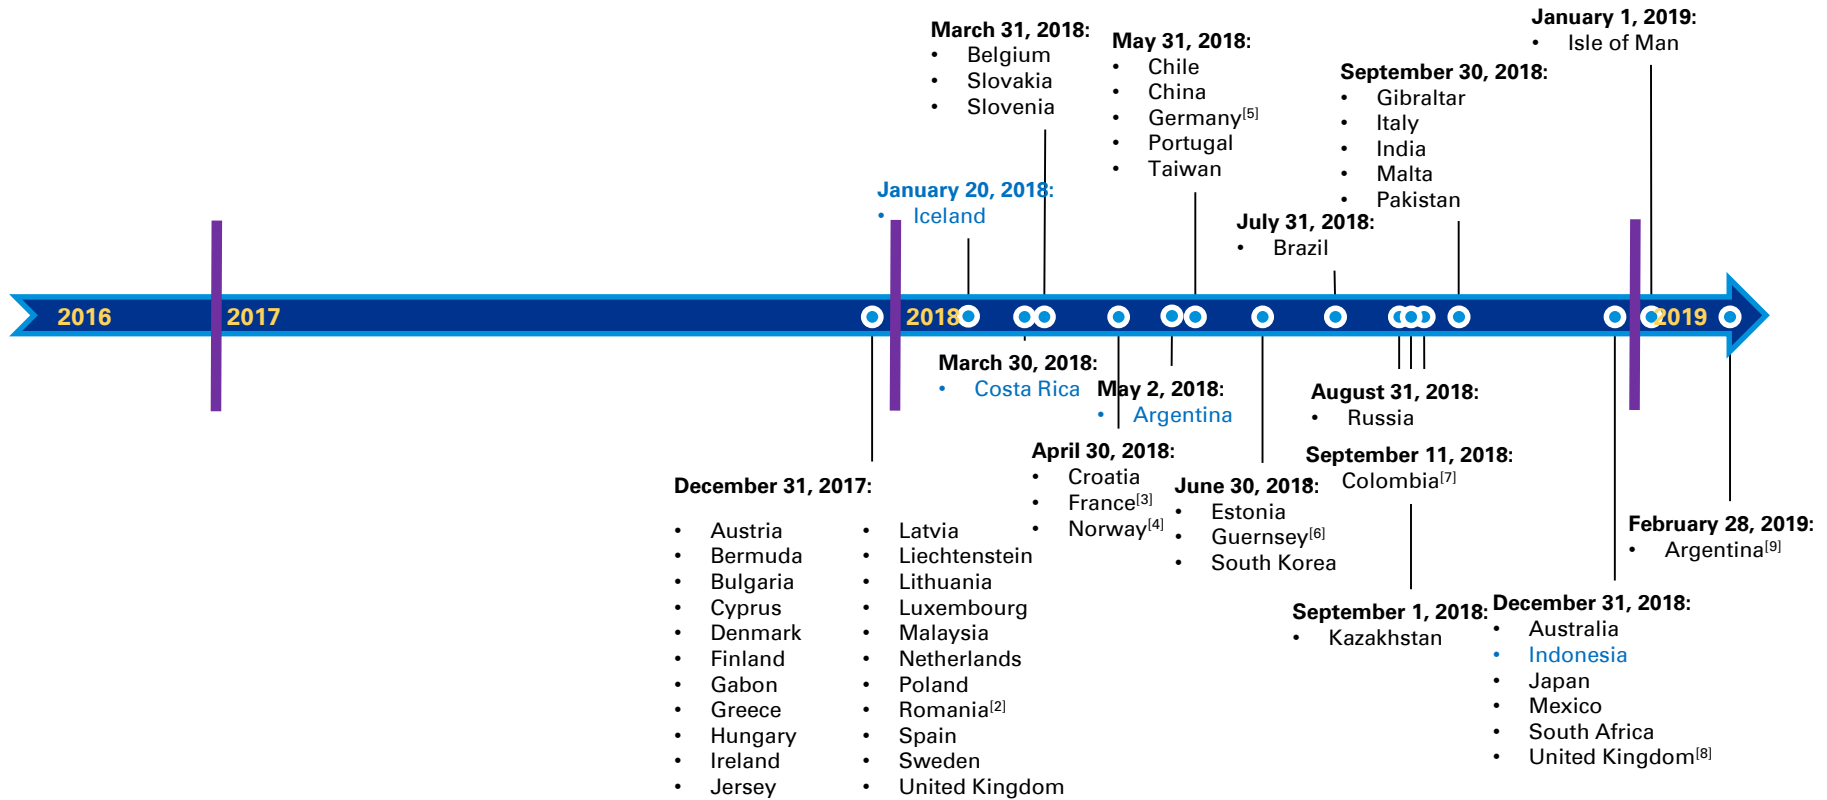 January 1, 2019:
• Isle of Man
March 31, 2018:
• Belgium
• Slovakia
• Slovenia
May 31, 2018:
• Chile
• China
• Germany[5]
• Portugal
• Taiwan
September 30, 2018:
• Gibraltar
• Italy
• India
• Malta
• Pakistan
January 20, 2018:
• Iceland
July 31, 2018:
• Brazil
2016
2017
2018
2019
March 30, 2018:
• Costa Rica
May 2, 2018:
• Argentina
August 31, 2018:
• Russia
April 30, 2018:
• Croatia
• France[3]
• Norway[4]
September 11, 2018:
• Colombia[7]
December 31, 2017:
• Austria
• Bermuda
• Bulgaria
• Cyprus
• Denmark
• Finland
• Gabon
• Greece
• Hungary
• Ireland
• Jersey
• Latvia
• Liechtenstein
• Lithuania
• Luxembourg
• Malaysia
• Netherlands
• Poland
• Romania[2]
• Spain
• Sweden
• United Kingdom
June 30, 2018:
• Estonia
• Guernsey[6]
• South Korea
February 28, 2019:
• Argentina[9]
September 1, 2018:
• Kazakhstan
December 31, 2018:
• Australia
• Indonesia
• Japan
• Mexico
• South Africa
• United Kingdom[8]